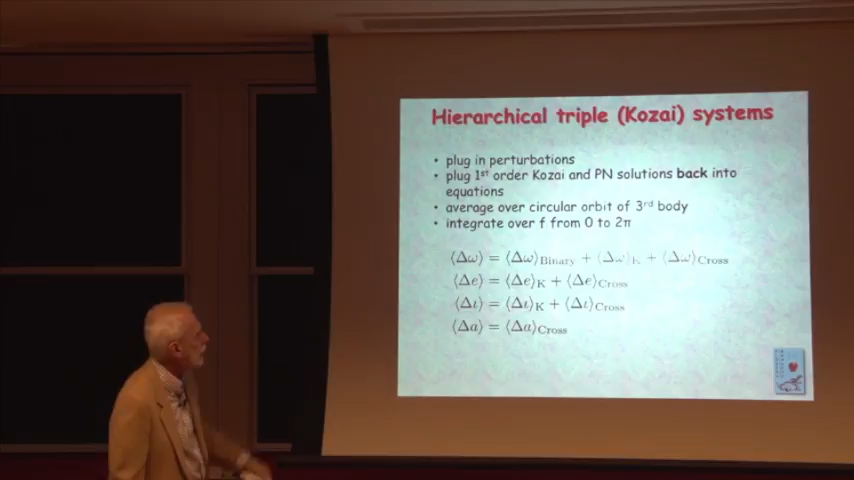 Hierarchical triple (Kozai) systems
• plug in perturbations
• plug 1st order Kozai and PN solutions back into
equations
• average over circular orbit of 3rd body
• integrate over f from 0 to 2π
⟨Δω⟩ = ⟨Δω⟩Binary + ⟨Δω⟩K + ⟨Δω⟩Cross
⟨Δe⟩ = ⟨Δe⟩K + ⟨Δe⟩Cross
⟨Δι⟩ = ⟨Δι⟩K + ⟨Δι⟩Cross
⟨Δa⟩ = ⟨Δa⟩Cross